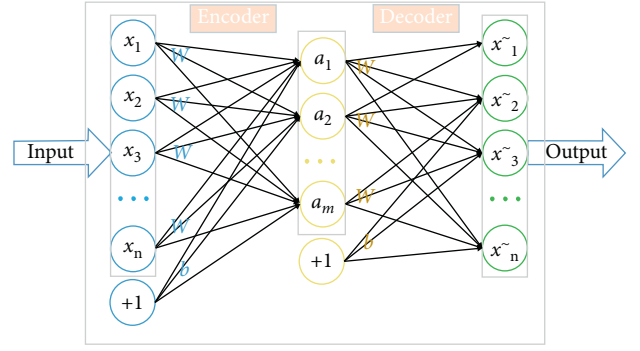 Encoder
Decoder
x1
x2
x3
...
xn
+1
W
W
W
W
b
a1
a2
...
am
+1
W
W
W
b
x~1
x~2
x~3
...
x~n
Input
Output